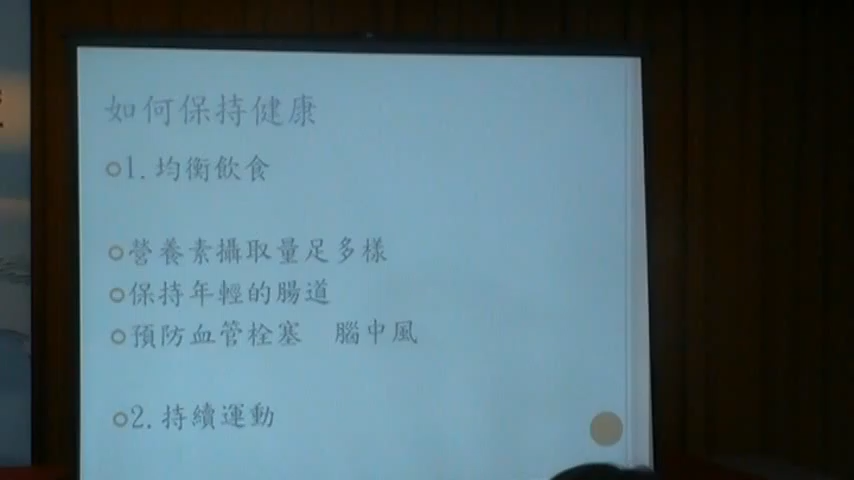 如何保持健康
1.均衡飲食
營養素攝取量足多樣
保持年輕的腸道
預防血管栓塞 腦中風
2.持續運動